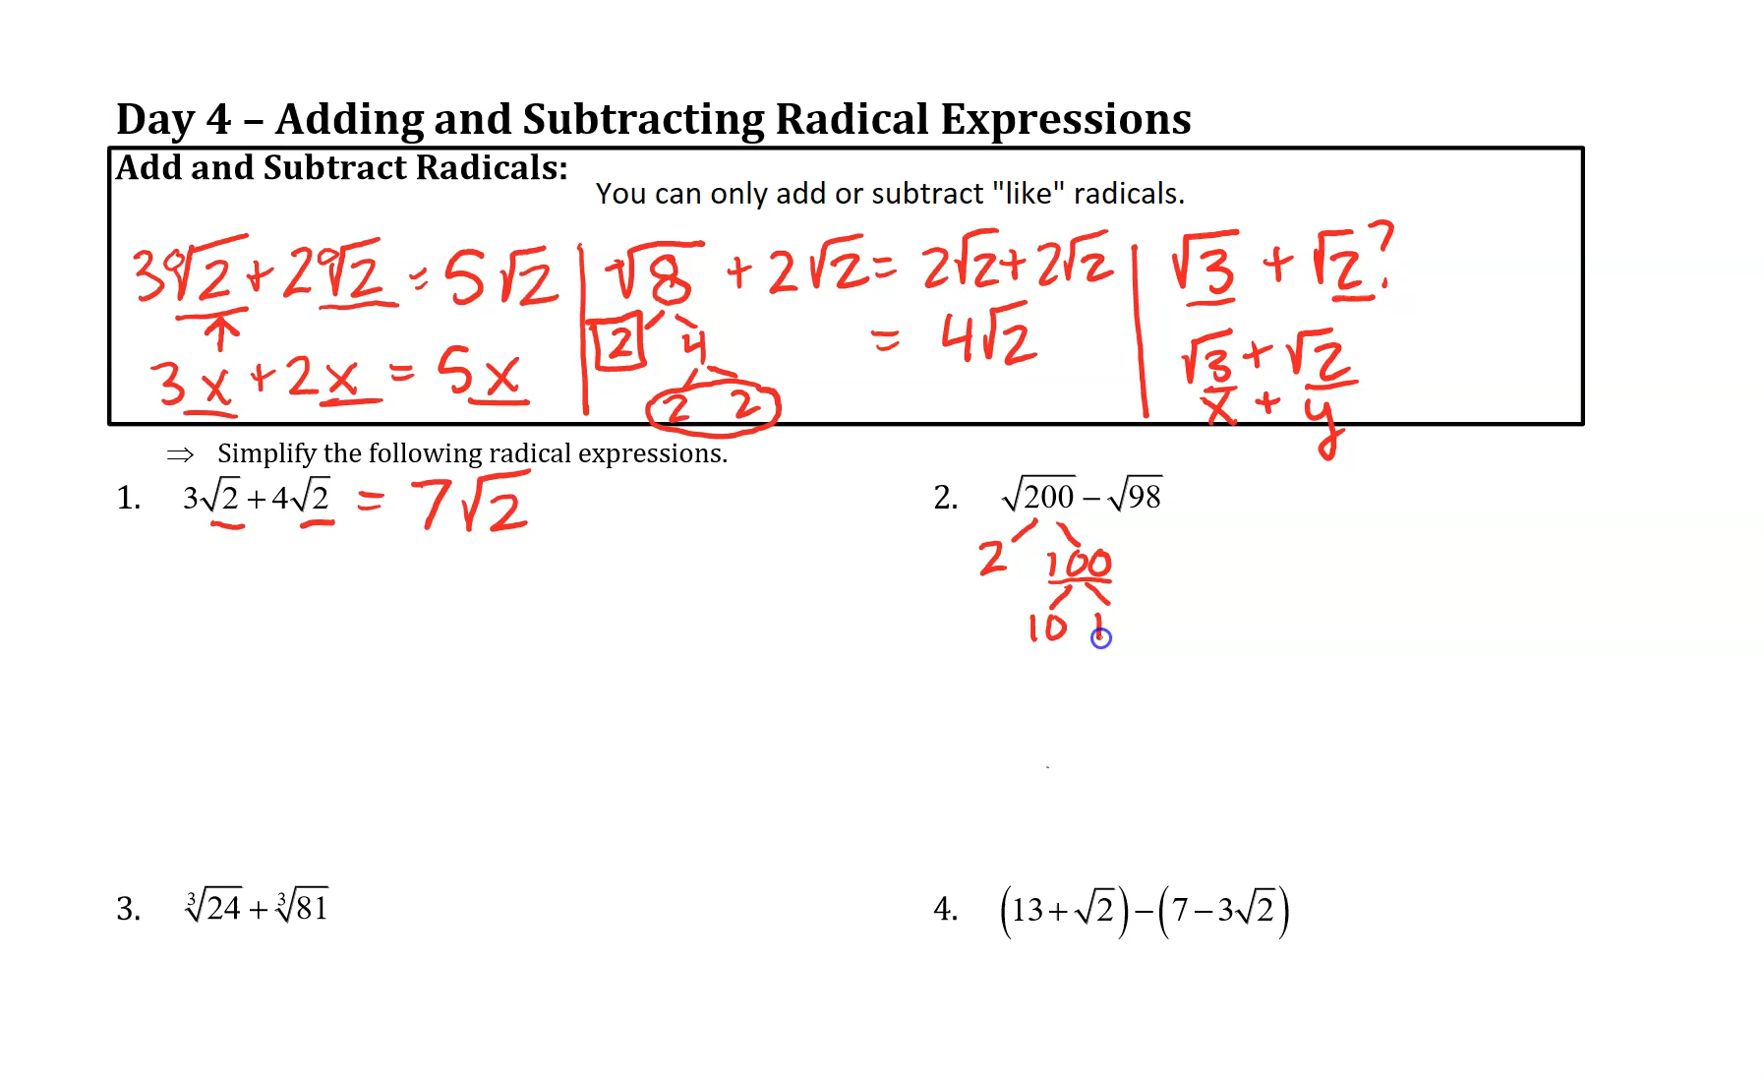 Day 4 – Adding and Subtracting Radical Expressions
Add and Subtract Radicals:
You can only add or subtract "like" radicals.
3√2 + 2√2 = 5√2
3x + 2x = 5x
√8 + 2√2 = 2√2 + 2√2
2 4
= 4√2
2 2
√3 + √2?
√3 + √2
x + y
⇒ Simplify the following radical expressions.
1. 3√2 + 4√2 = 7√2
2. √200 − √98
2 100
10 1
3. ∛24 + ∛81
4. (13 + √2) − (7 − 3√2)